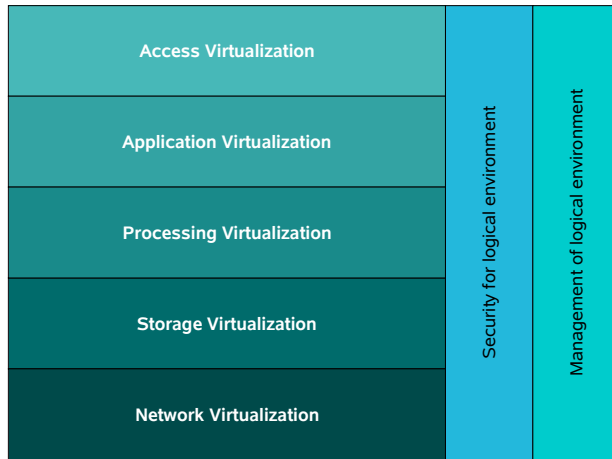 Access Virtualization
Application Virtualization
Processing Virtualization
Storage Virtualization
Network Virtualization
Security for logical environment
Management of logical environment